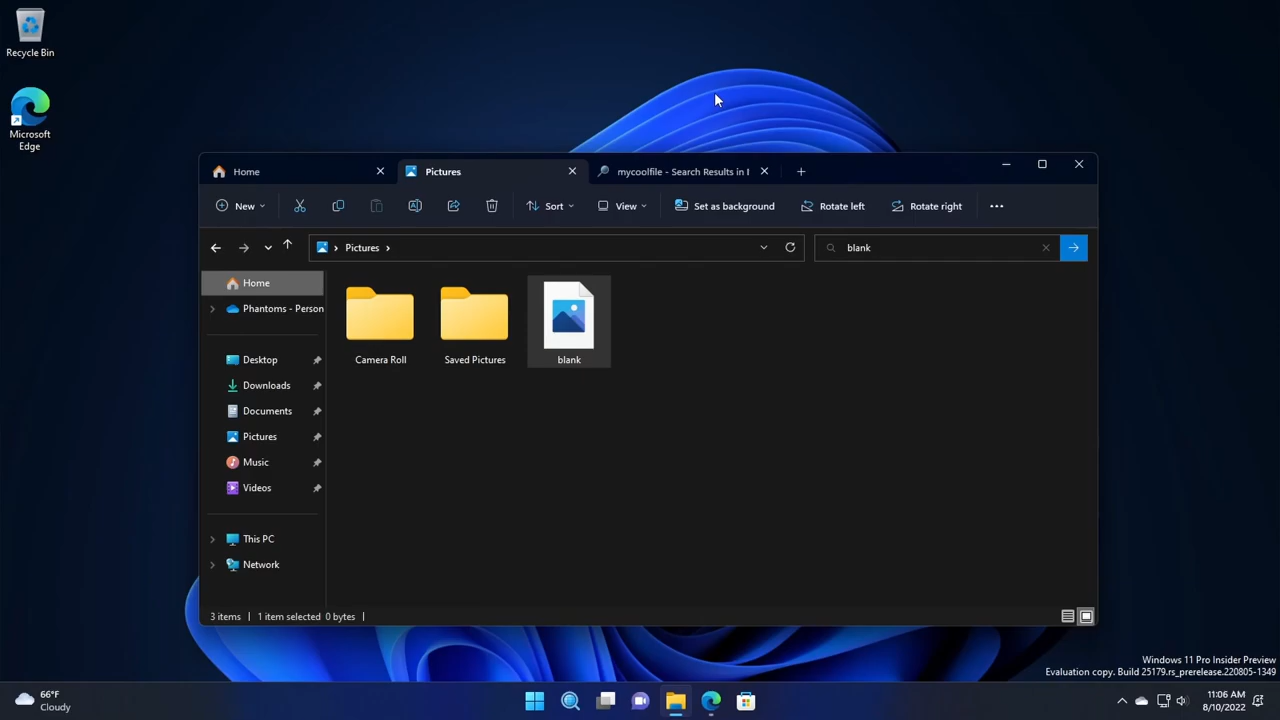 Recycle Bin
Microsoft
Edge
Home
Pictures
mycoolfile - Search Results in I
New
Sort
View
Set as background
Rotate left
Rotate right
Pictures
blank
Home
Phantoms - Person
Desktop
Downloads
Documents
Pictures
Music
Videos
This PC
Network
Camera Roll
Saved Pictures
blank
3 items
1 item selected 0 bytes
Windows 11 Pro Insider Preview
Evaluation copy. Build 25179.rs_prerelease.220805-1349
66°F
Cloudy
11:06 AM
8/10/2022